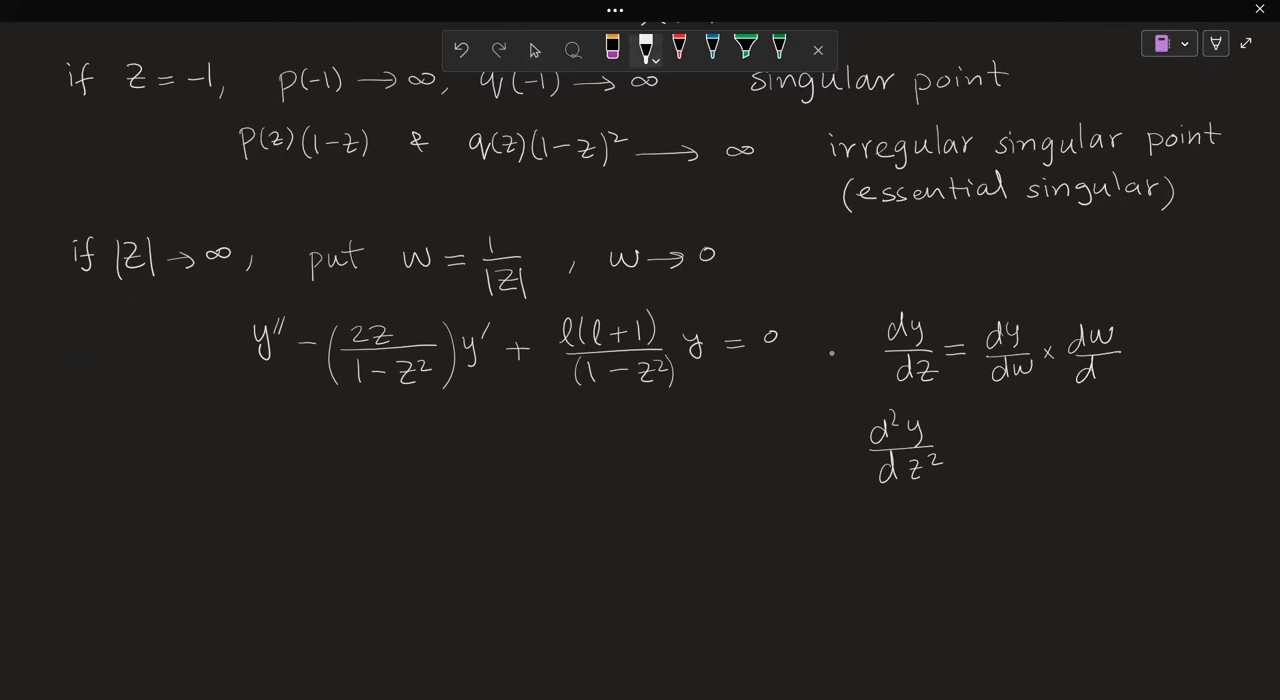 if z = -1, p(-1) → ∞, q(-1) → ∞ singular point
p(z)(1-z) & q(z)(1-z)² → ∞ irregular singular point
(essential singular)
if |z| → ∞, put w = 1/|z| , w → 0
y'' - (2z/(1-z²))y' + l(l+1)/(1-z²) y = 0 . dy/dz = dy/dw × dw/d
d²y/dz²